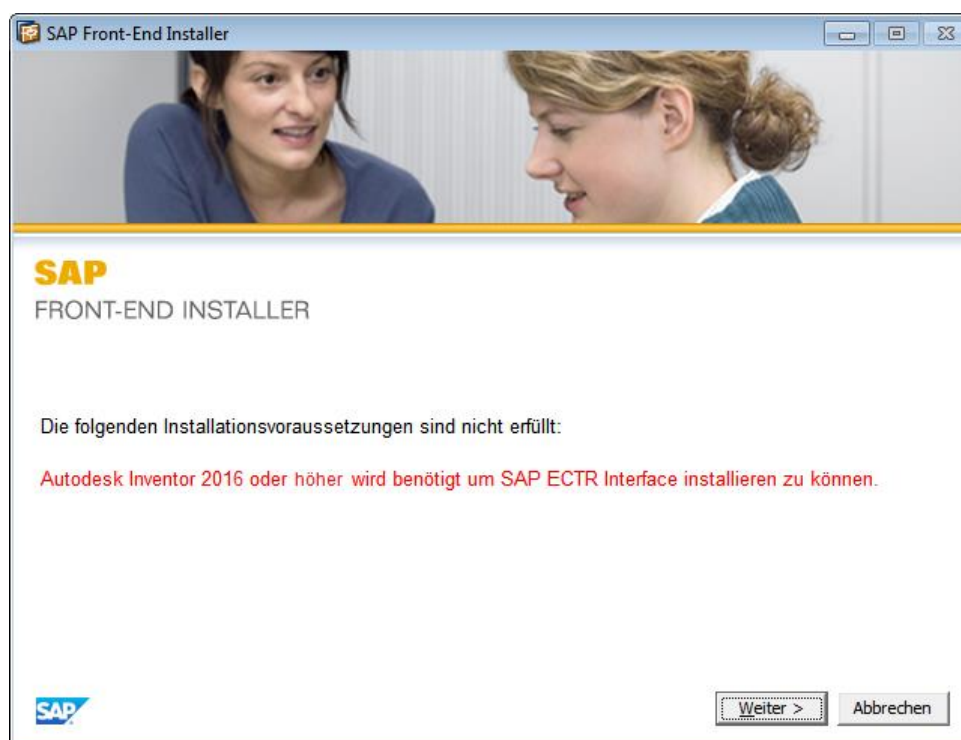 SAP Front-End Installer
SAP
FRONT-END INSTALLER
Die folgenden Installationsvoraussetzungen sind nicht erfüllt:
Autodesk Inventor 2016 oder höher wird benötigt um SAP ECTR Interface installieren zu können.
SAP
Weiter >
Abbrechen